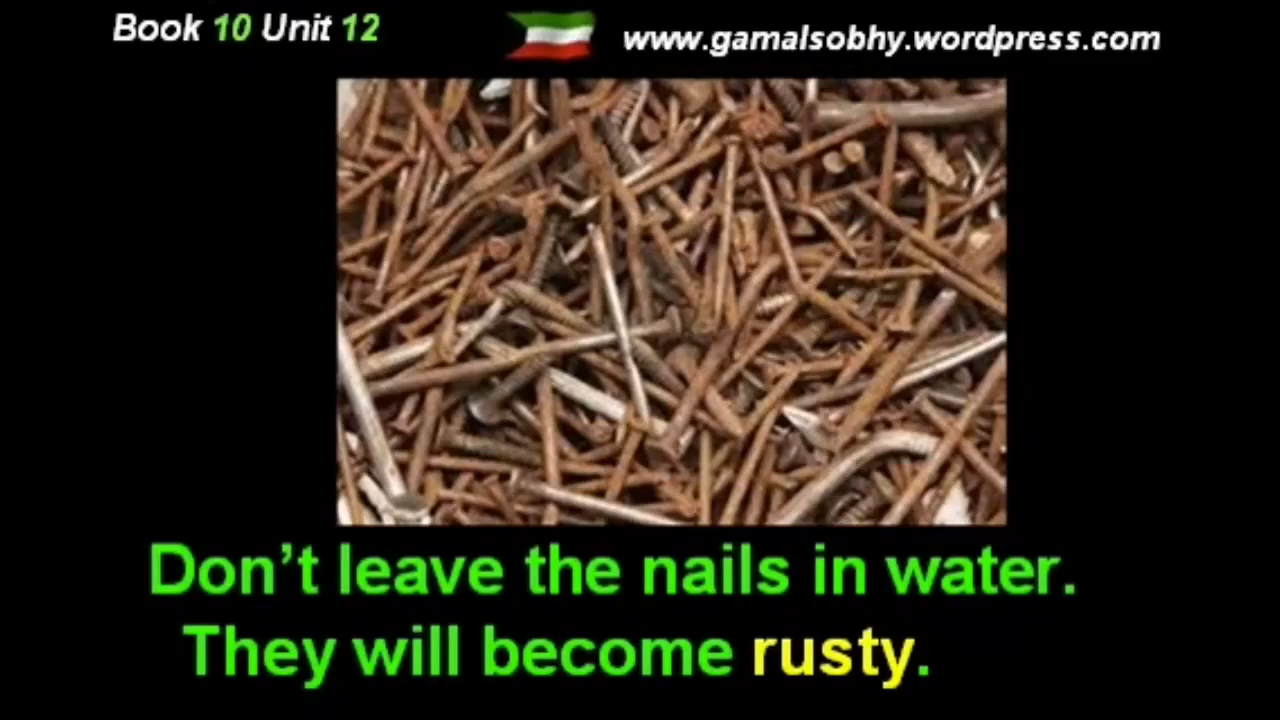 Book 10 Unit 12
www.gamalsobhy.wordpress.com
Don't leave the nails in water.
They will become rusty.